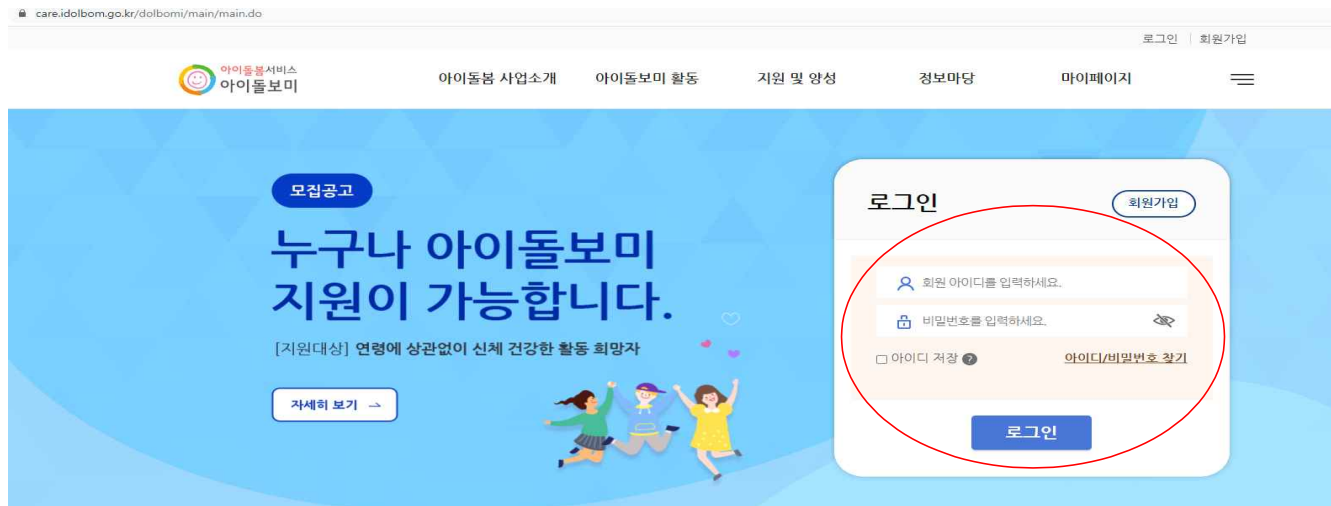 care.idolbom.go.kr/dolbomi/main/main.do
로그인 회원가입
아이돌봄서비스
아이돌보미
아이돌봄 사업소개 아이돌보미 활동 지원 및 양성 정보마당 마이페이지
모집공고
누구나 아이돌보미
지원이 가능합니다.
[지원대상] 연령에 상관없이 신체 건강한 활동 희망자
자세히 보기 →
로그인 회원가입
회원 아이디를 입력하세요.
비밀번호를 입력하세요.
아이디 저장 ? 아이디/비밀번호 찾기
로그인